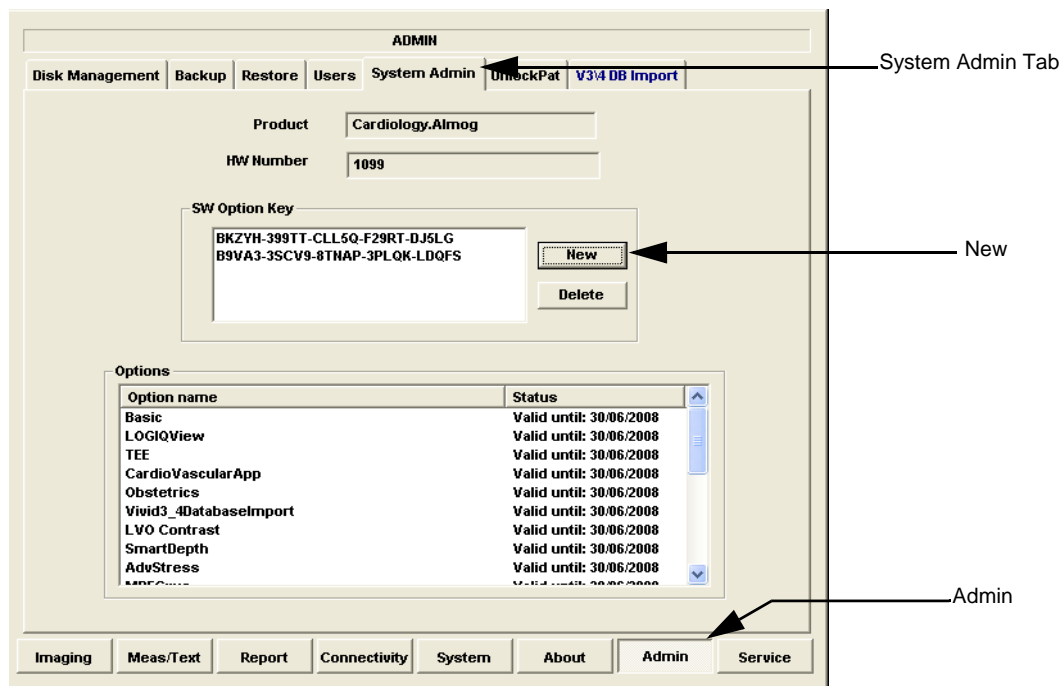 ADMIN
Disk Management Backup Restore Users System Admin UnlockPat V3\4 DB Import
System Admin Tab
Product Cardiology.Almog
HW Number 1099
SW Option Key
BKZYH-399TT-CLL5Q-F29RT-DJ5LG
B9VA3-3SCV9-8TNAP-3PLQK-LDQFS
New
New
Delete
Options
Option name Status
Basic Valid until: 30/06/2008
LOGIQView Valid until: 30/06/2008
TEE Valid until: 30/06/2008
CardioVascularApp Valid until: 30/06/2008
Obstetrics Valid until: 30/06/2008
Vivid3_4DatabaseImport Valid until: 30/06/2008
LVO Contrast Valid until: 30/06/2008
SmartDepth Valid until: 30/06/2008
AdvStress Valid until: 30/06/2008
Admin
Imaging Meas/Text Report Connectivity System About Admin Service